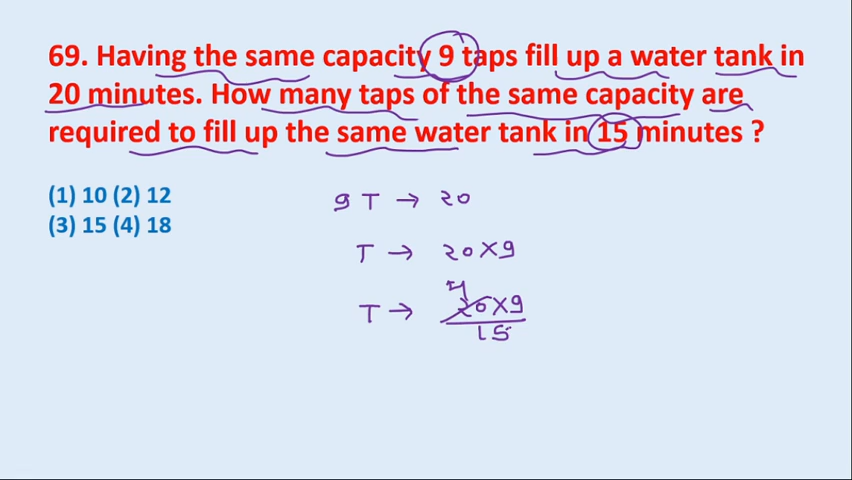 69. Having the same capacity 9 taps fill up a water tank in
20 minutes. How many taps of the same capacity are
required to fill up the same water tank in 15 minutes ?
(1) 10 (2) 12
(3) 15 (4) 18
9 T → 20
T → 20 × 9
4
T → 20 × 9
15